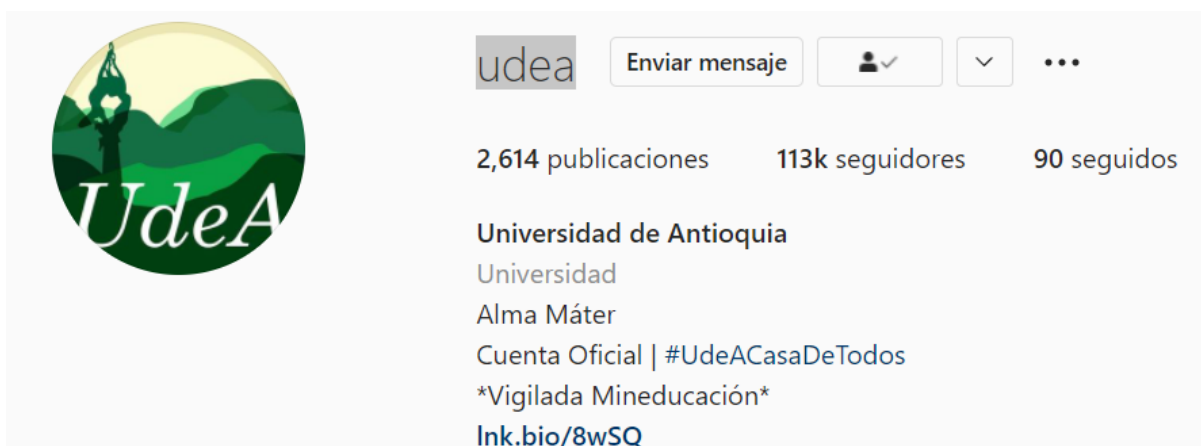 UdeA
udea Enviar mensaje
2,614 publicaciones 113k seguidores 90 seguidos
Universidad de Antioquia
Universidad
Alma Máter
Cuenta Oficial | #UdeACasaDeTodos
*Vigilada Mineducación*
lnk.bio/8wSQ